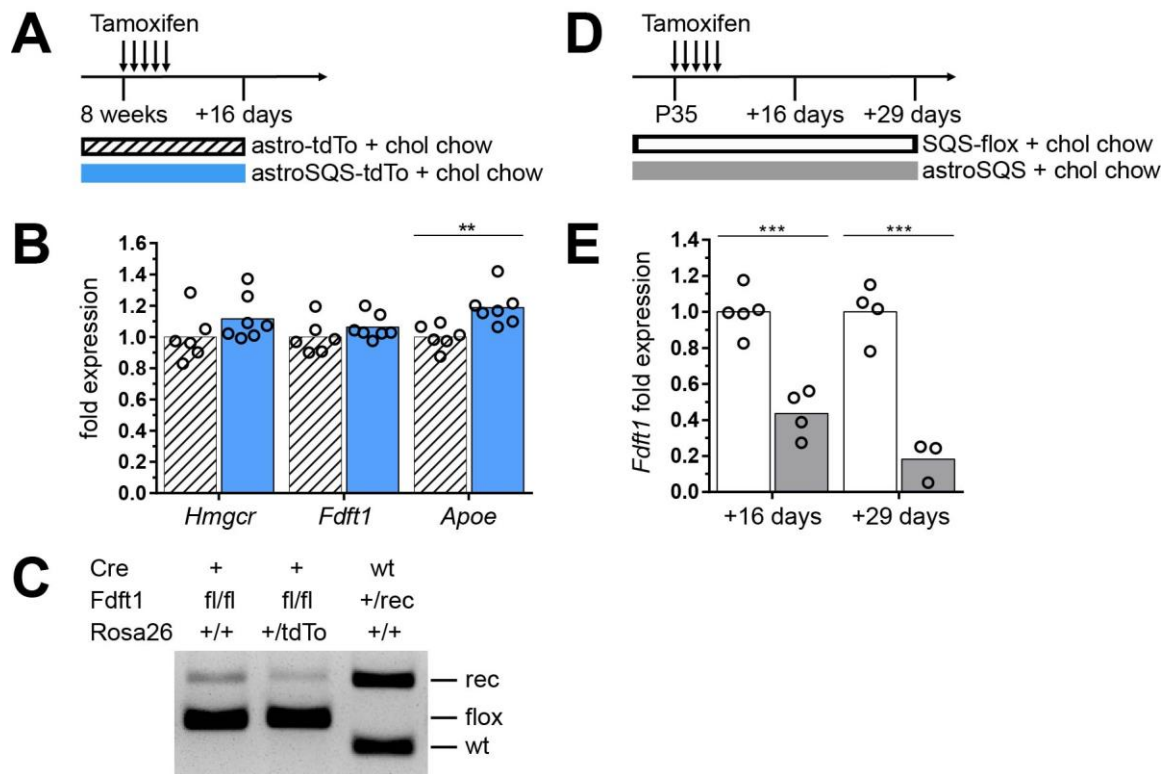 A
Tamoxifen
8 weeks +16 days
astro-tdTo + chol chow
astroSQS-tdTo + chol chow
B
fold expression
1.6
1.4
1.2
1.0
0.8
0.6
0.4
0.2
0.0
**
Hmgcr Fdft1 Apoe
C
Cre + + wt
Fdft1 fl/fl fl/fl +/rec
Rosa26 +/+ +/tdTo +/+
rec
flox
wt
D
Tamoxifen
P35 +16 days +29 days
SQS-flox + chol chow
astroSQS + chol chow
E
Fdft1 fold expression
1.4
1.2
1.0
0.8
0.6
0.4
0.2
0.0
*** ***
+16 days +29 days